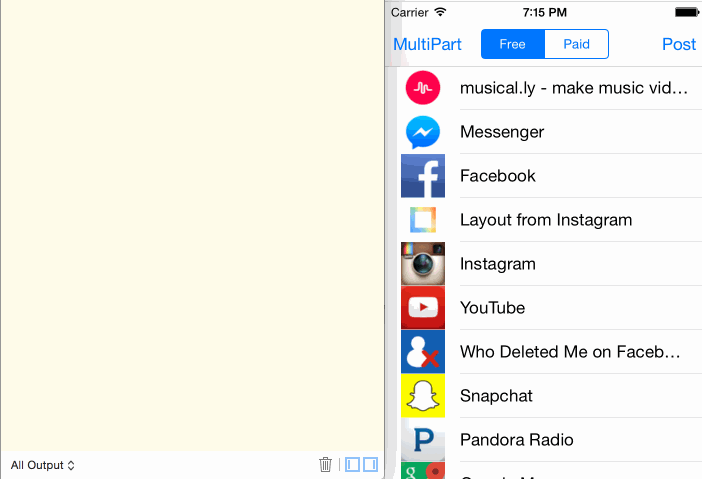 Carrier 7:15 PM
MultiPart Free Paid Post
musical.ly - make music vid…
Messenger
Facebook
Layout from Instagram
Instagram
YouTube
Who Deleted Me on Faceb…
Snapchat
P Pandora Radio
g
All Output